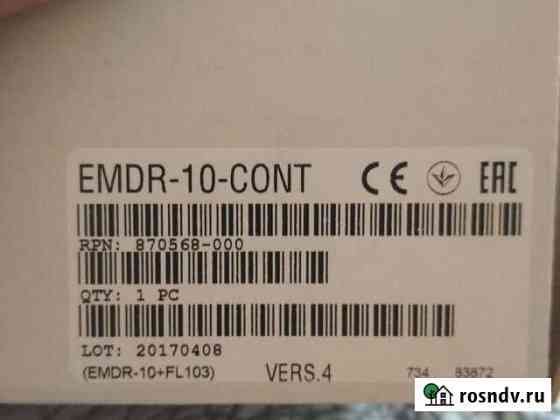 EMDR-10-CONT CE EAC
RPN: 870568-000
QTY: 1 PC
LOT: 20170408
(EMDR-10+FL103) VERS.4 734 93872
rosndv.ru